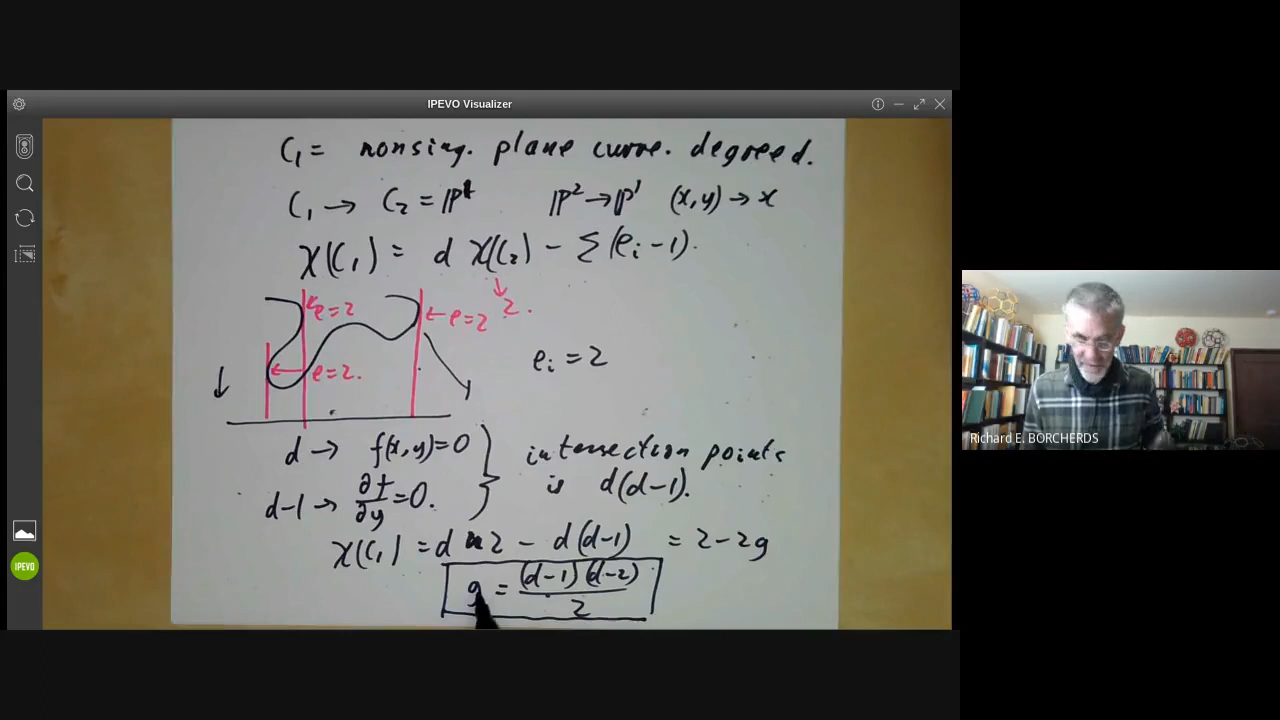 IPEVO Visualizer
C₁ = nonsing. plane curve. degree d.
C₁ → C₂ = ℙ¹ ℙ² → ℙ¹ (x,y) → x
χ(C₁) = d χ(C₂) - Σ(eᵢ-1).
↓
2.
←e=2
←e=2
←e=2.
eᵢ = 2
d → f(x,y)=0
d-1 → ∂f/∂y = 0.
intersection points
is d(d-1).
χ(C₁) = d × 2 - d(d-1) = 2-2g
g = (d-1)(d-2)/2
Richard E. BORCHERDS
IPEVO